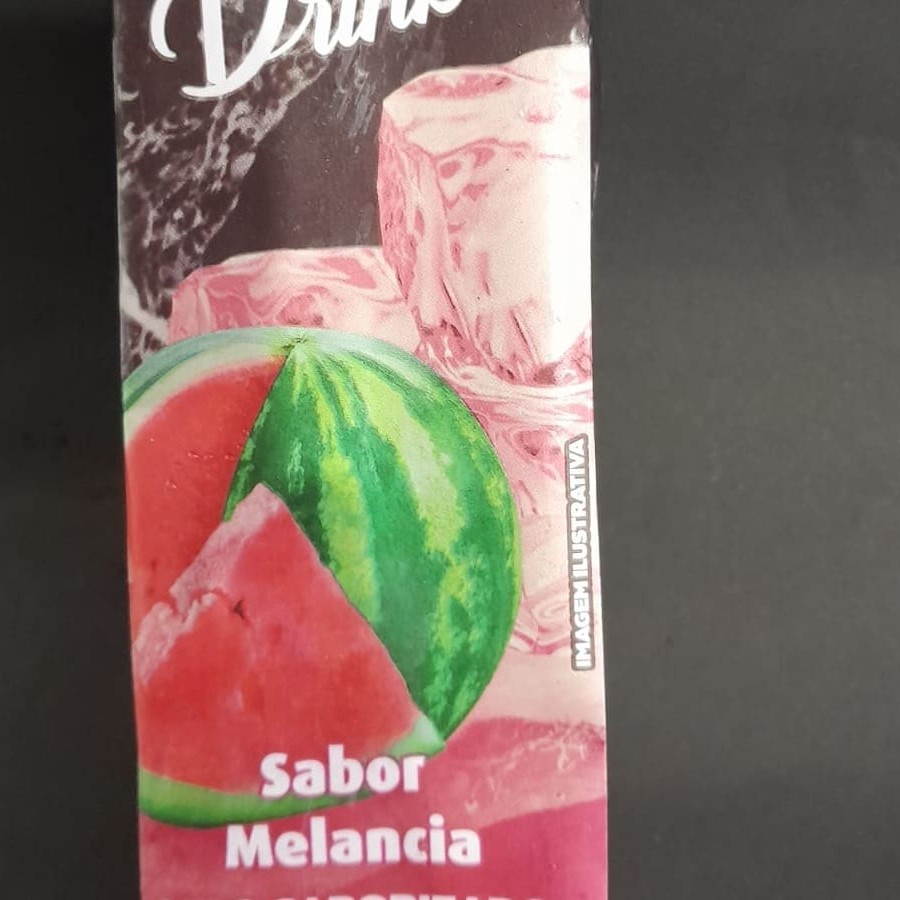 Drink
IMAGEM ILUSTRATIVA
Sabor
Melancia